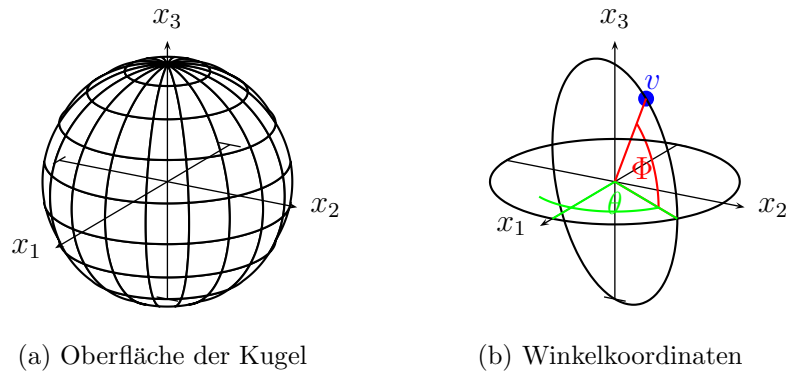 x₃
x₂
x₁
(a) Oberfläche der Kugel
x₃
v
Φ
θ
x₂
x₁
(b) Winkelkoordinaten